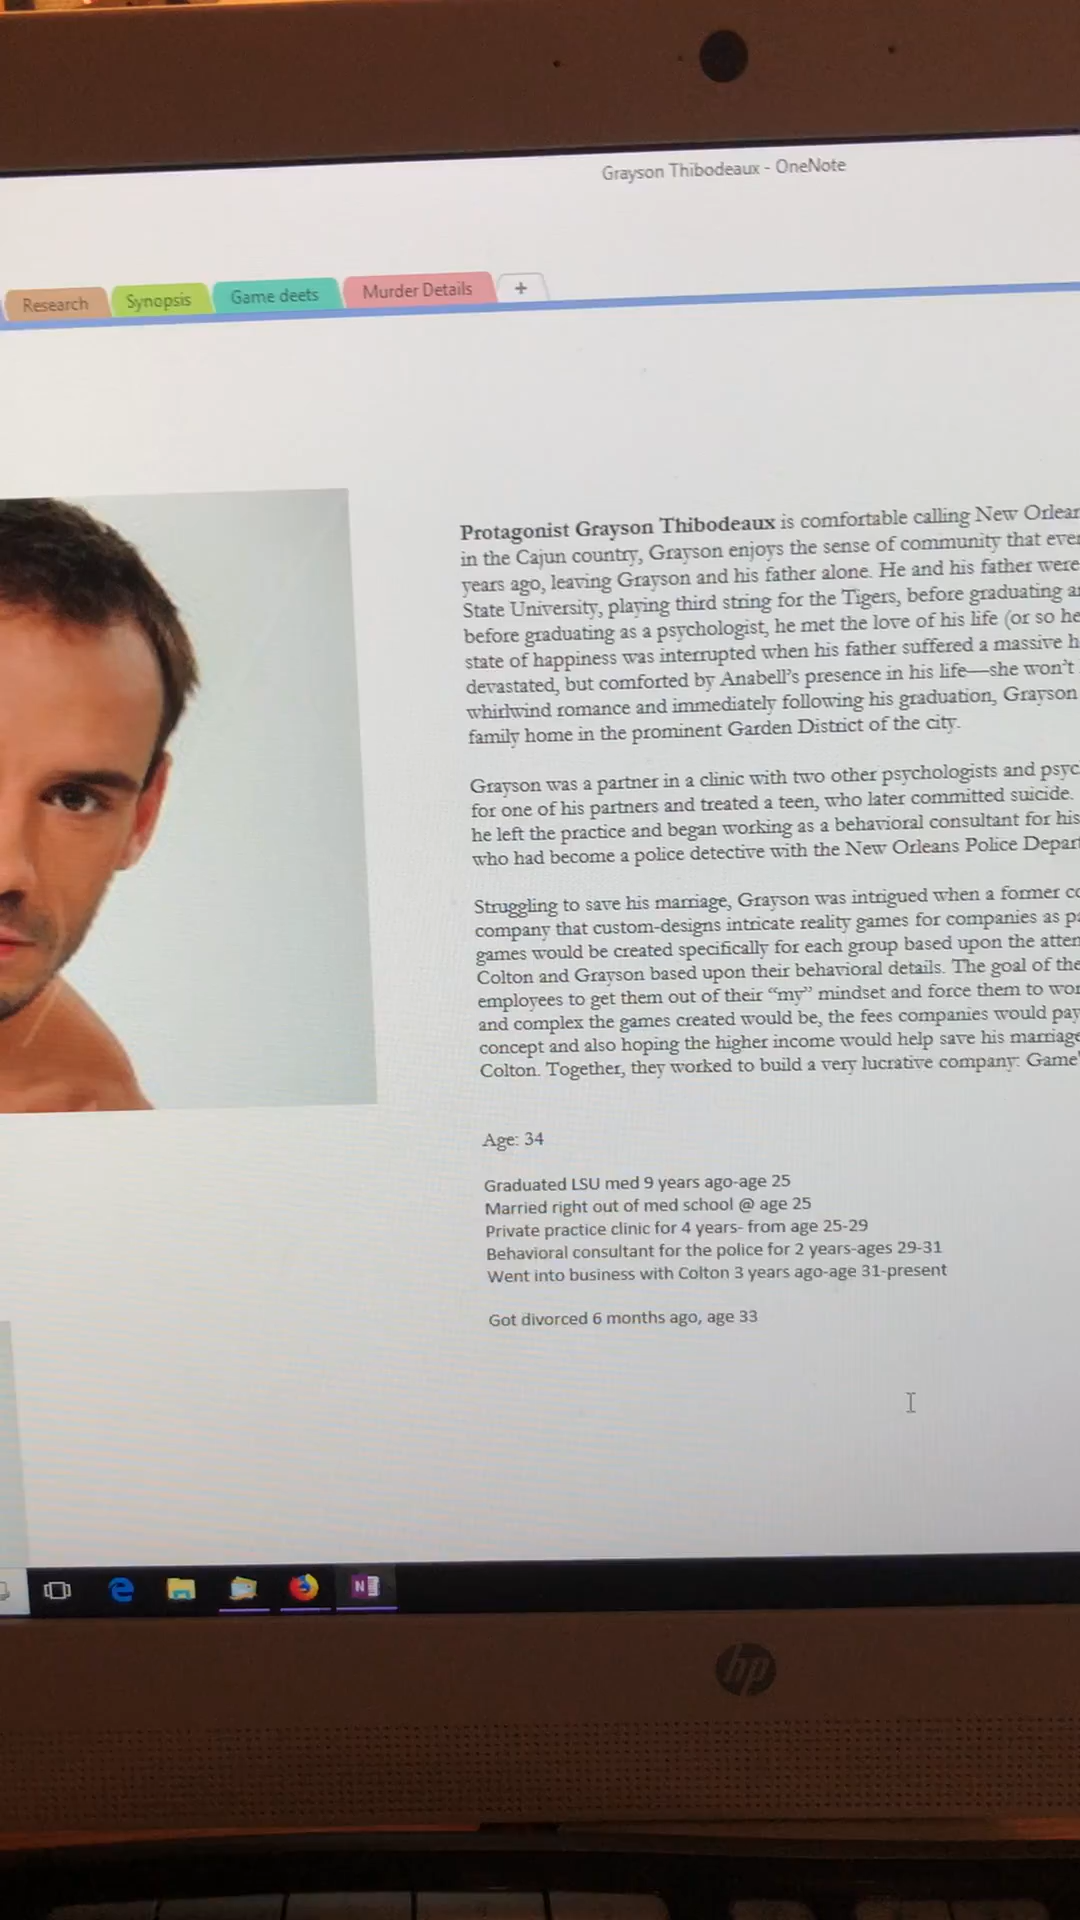 Grayson Thibodeaux - OneNote
Research
Synopsis
Game deets
Murder Details
+
Protagonist Grayson Thibodeaux is comfortable calling New Orlear
in the Cajun country, Grayson enjoys the sense of community that ever
years ago, leaving Grayson and his father alone. He and his father were
State University, playing third string for the Tigers, before graduating a
before graduating as a psychologist, he met the love of his life (or so he
state of happiness was interrupted when his father suffered a massive h
devastated, but comforted by Anabell’s presence in his life—she won’t
whirlwind romance and immediately following his graduation, Grayson
family home in the prominent Garden District of the city.
Grayson was a partner in a clinic with two other psychologists and psyc
for one of his partners and treated a teen, who later committed suicide.
he left the practice and began working as a behavioral consultant for his
who had become a police detective with the New Orleans Police Depart
Struggling to save his marriage, Grayson was intrigued when a former co
company that custom-designs intricate reality games for companies as pa
games would be created specifically for each group based upon the atten
Colton and Grayson based upon their behavioral details. The goal of the
employees to get them out of their “my” mindset and force them to wor
and complex the games created would be, the fees companies would pay
concept and also hoping the higher income would help save his marriage
Colton. Together, they worked to build a very lucrative company: Game
Age: 34
Graduated LSU med 9 years ago-age 25
Married right out of med school @ age 25
Private practice clinic for 4 years- from age 25-29
Behavioral consultant for the police for 2 years-ages 29-31
Went into business with Colton 3 years ago-age 31-present
Got divorced 6 months ago, age 33
N
hp